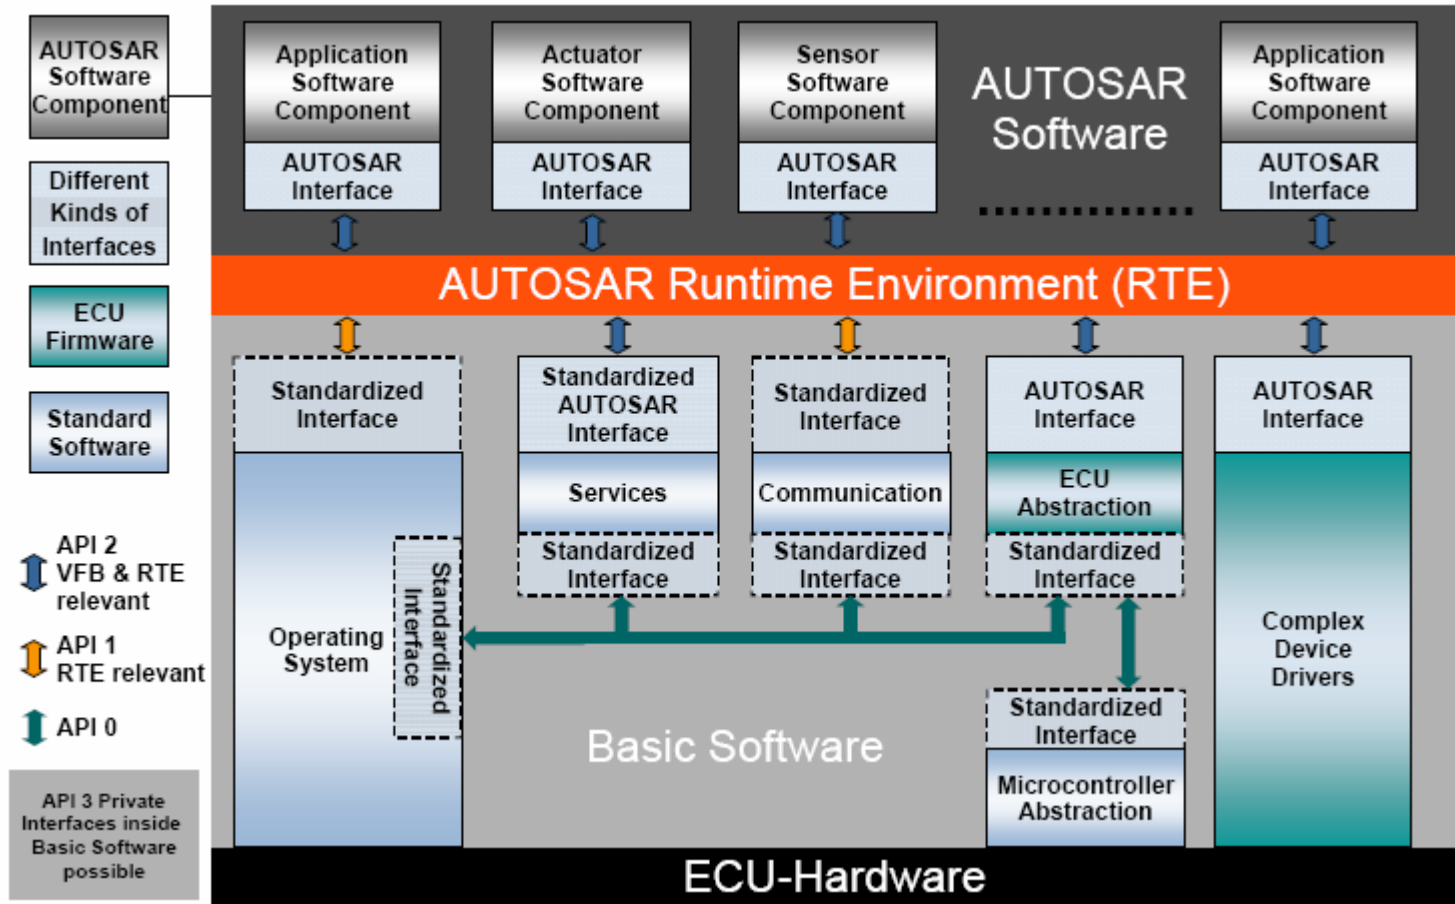 AUTOSAR
Software
Component
Different
Kinds of
Interfaces
ECU
Firmware
Standard
Software
API 2
VFB & RTE
relevant
API 1
RTE relevant
API 0
API 3 Private
Interfaces inside
Basic Software
possible
Application
Software
Component
AUTOSAR
Interface
Actuator
Software
Component
AUTOSAR
Interface
Sensor
Software
Component
AUTOSAR
Interface
AUTOSAR
Software
Application
Software
Component
AUTOSAR
Interface
AUTOSAR Runtime Environment (RTE)
Standardized
Interface
Operating
System
Standardized
Interface
Standardized
AUTOSAR
Interface
Services
Standardized
Interface
Standardized
Interface
Communication
Standardized
Interface
AUTOSAR
Interface
ECU
Abstraction
Standardized
Interface
Standardized
Interface
Microcontroller
Abstraction
AUTOSAR
Interface
Complex
Device
Drivers
Basic Software
ECU-Hardware